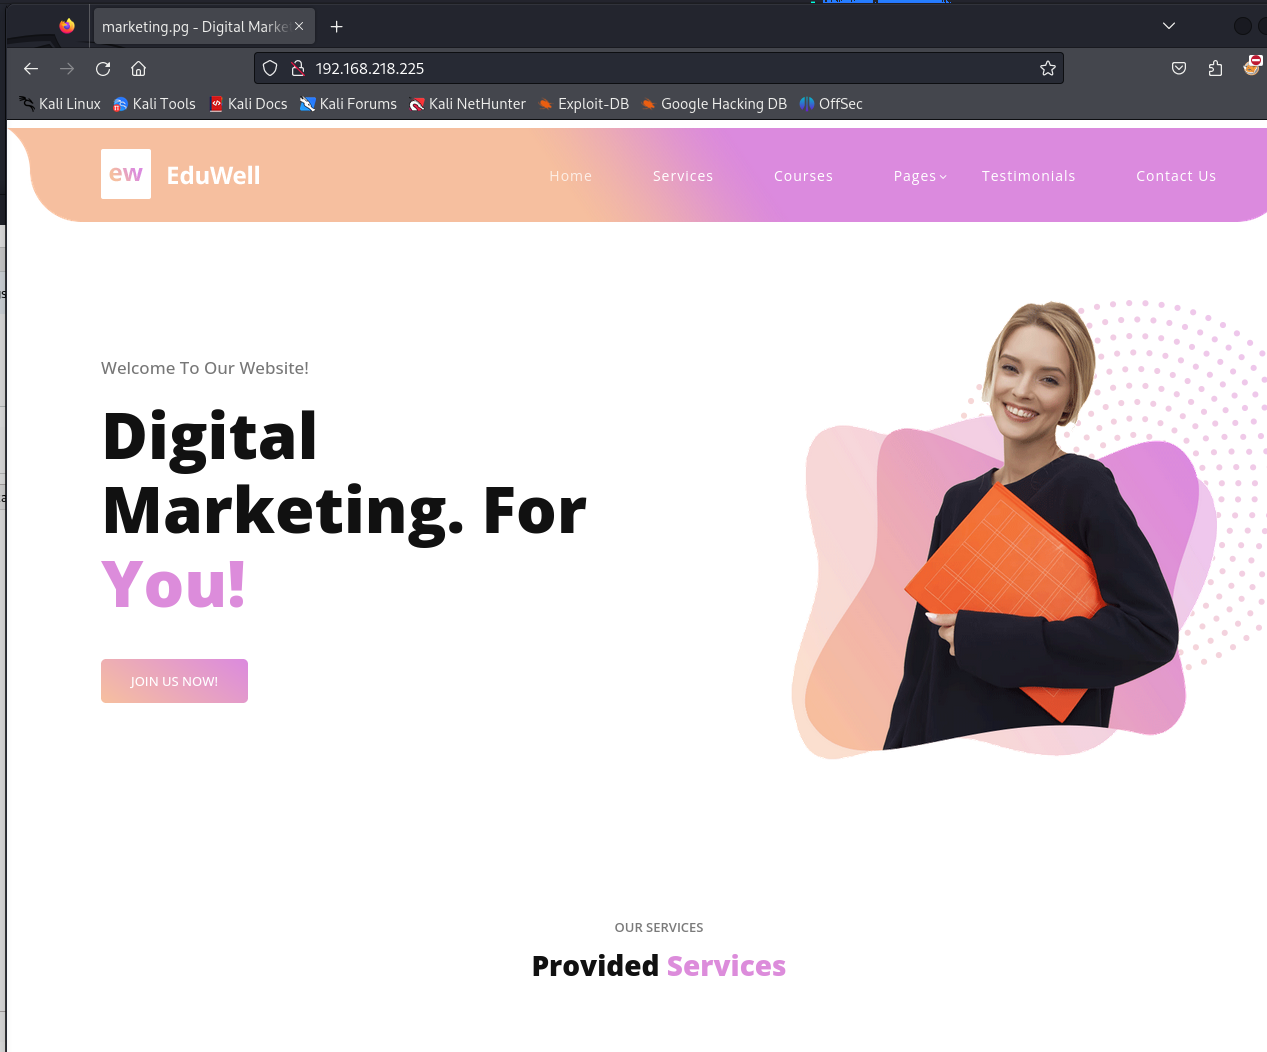 marketing.pg - Digital Marke
192.168.218.225
Kali Linux Kali Tools Kali Docs Kali Forums Kali NetHunter Exploit-DB Google Hacking DB OffSec
ew EduWell Home Services Courses Pages Testimonials Contact Us
Welcome To Our Website!
Digital
Marketing. For
You!
JOIN US NOW!
OUR SERVICES
Provided Services